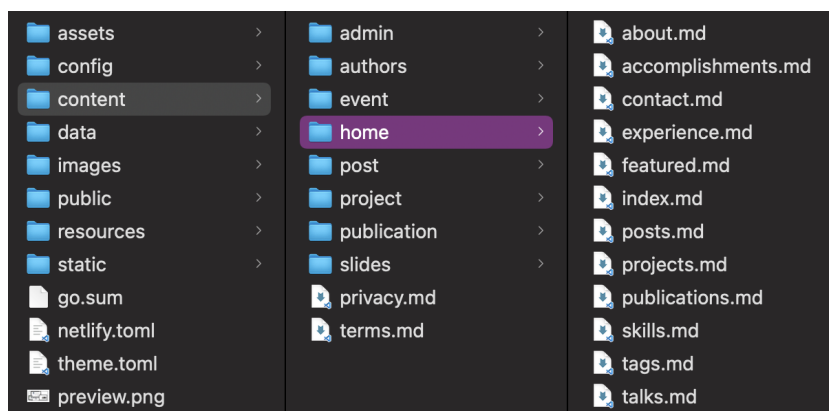 assets
config
content
data
images
public
resources
static
go.sum
netlify.toml
theme.toml
preview.png
admin
authors
event
home
post
project
publication
slides
privacy.md
terms.md
about.md
accomplishments.md
contact.md
experience.md
featured.md
index.md
posts.md
projects.md
publications.md
skills.md
tags.md
talks.md